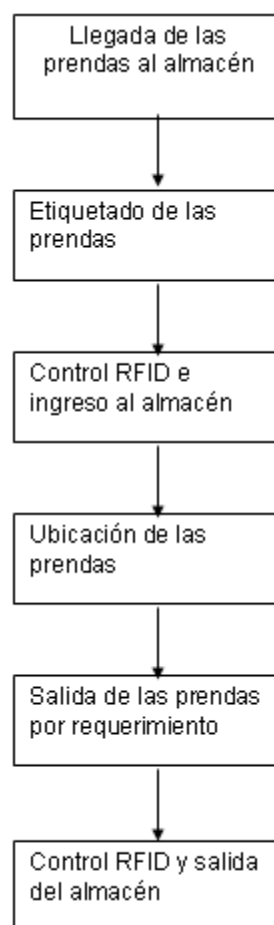 Llegada de las
prendas al almacén
Etiquetado de las
prendas
Control RFID e
ingreso al almacén
Ubicación de las
prendas
Salida de las prendas
por requerimiento
Control RFID y salida
del almacén